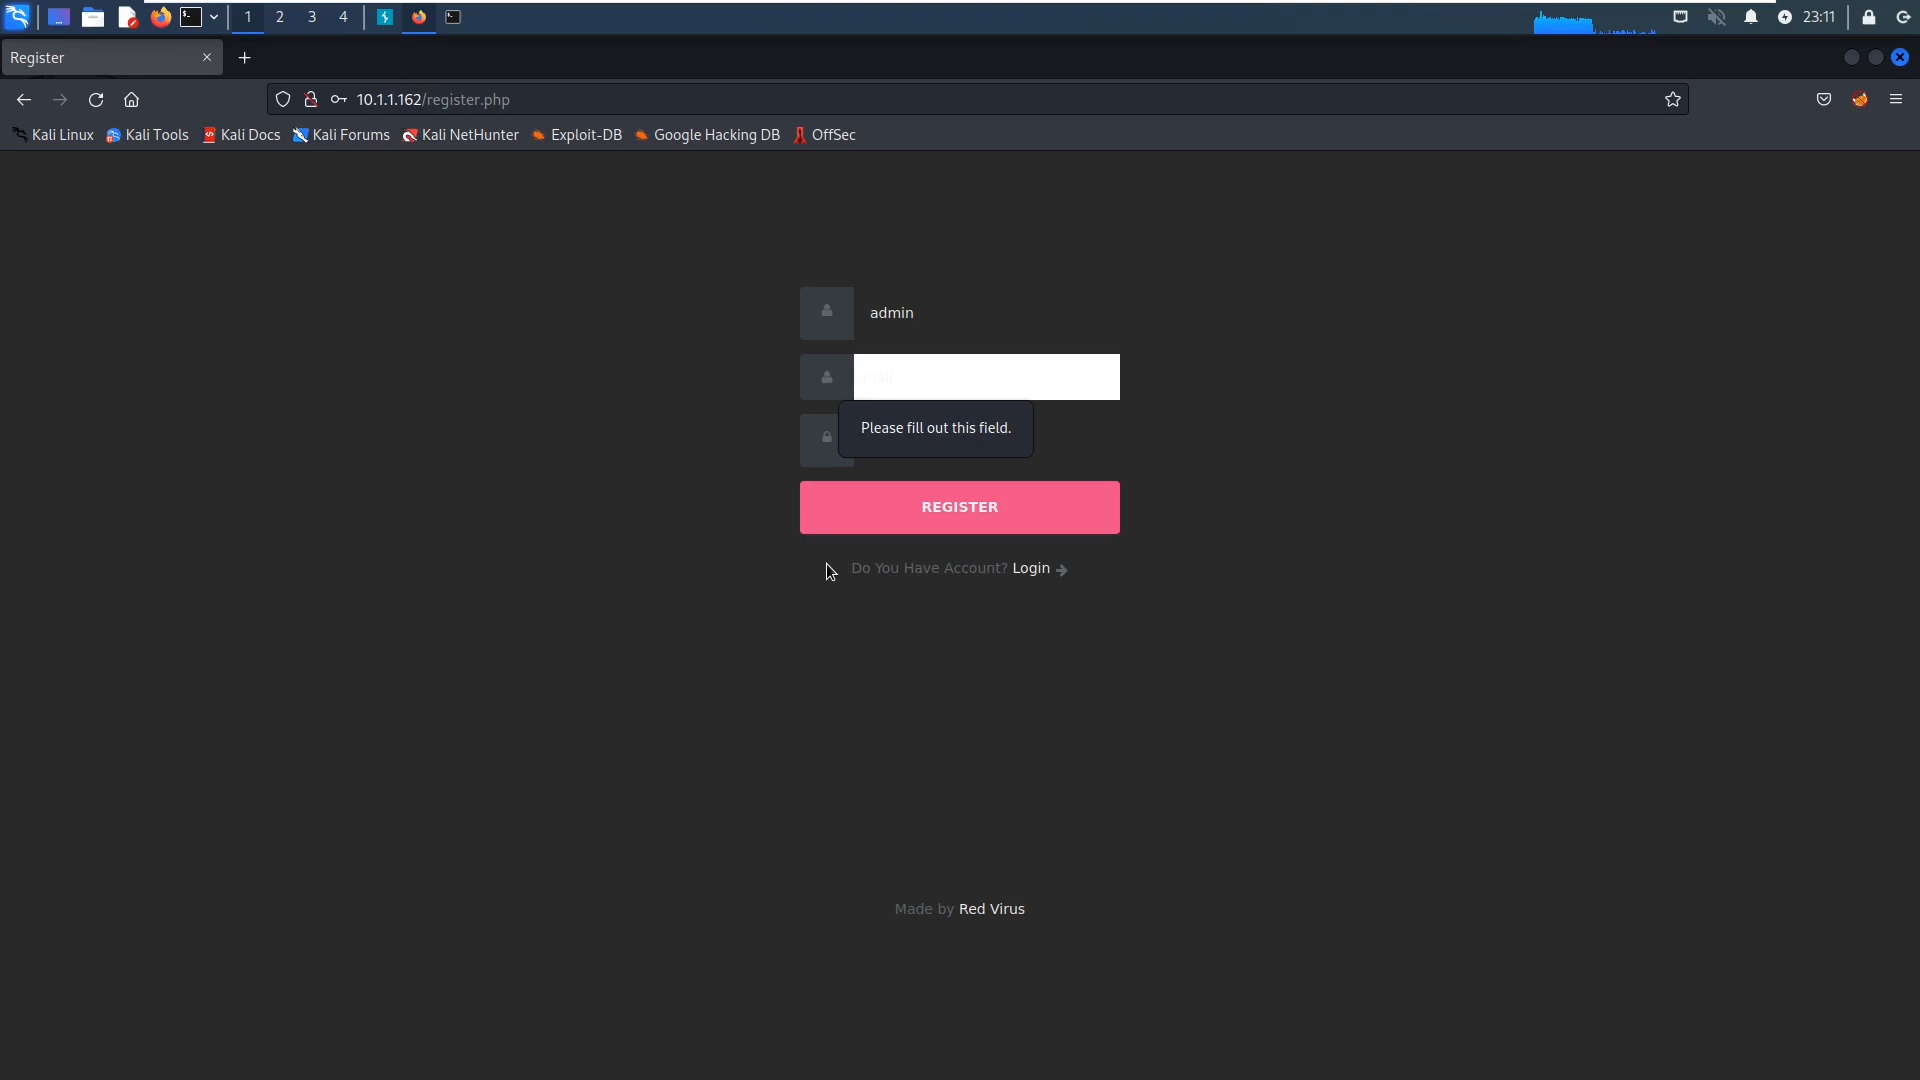 1 2 3 4 23:11
Register
10.1.1.162/register.php
Kali Linux Kali Tools Kali Docs Kali Forums Kali NetHunter Exploit-DB Google Hacking DB OffSec
admin
Please fill out this field.
REGISTER
Do You Have Account? Login
Made by Red Virus